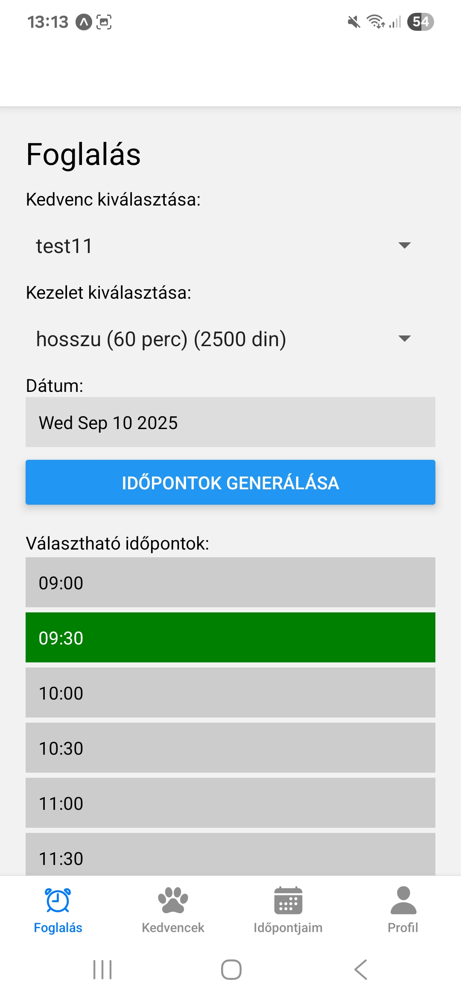 13:13
54
Foglalás
Kedvenc kiválasztása:
test11
Kezelet kiválasztása:
hosszu (60 perc) (2500 din)
Dátum:
Wed Sep 10 2025
IDŐPONTOK GENERÁLÁSA
Választható időpontok:
09:00
09:30
10:00
10:30
11:00
11:30
Foglalás
Kedvencek
Időpontjaim
Profil